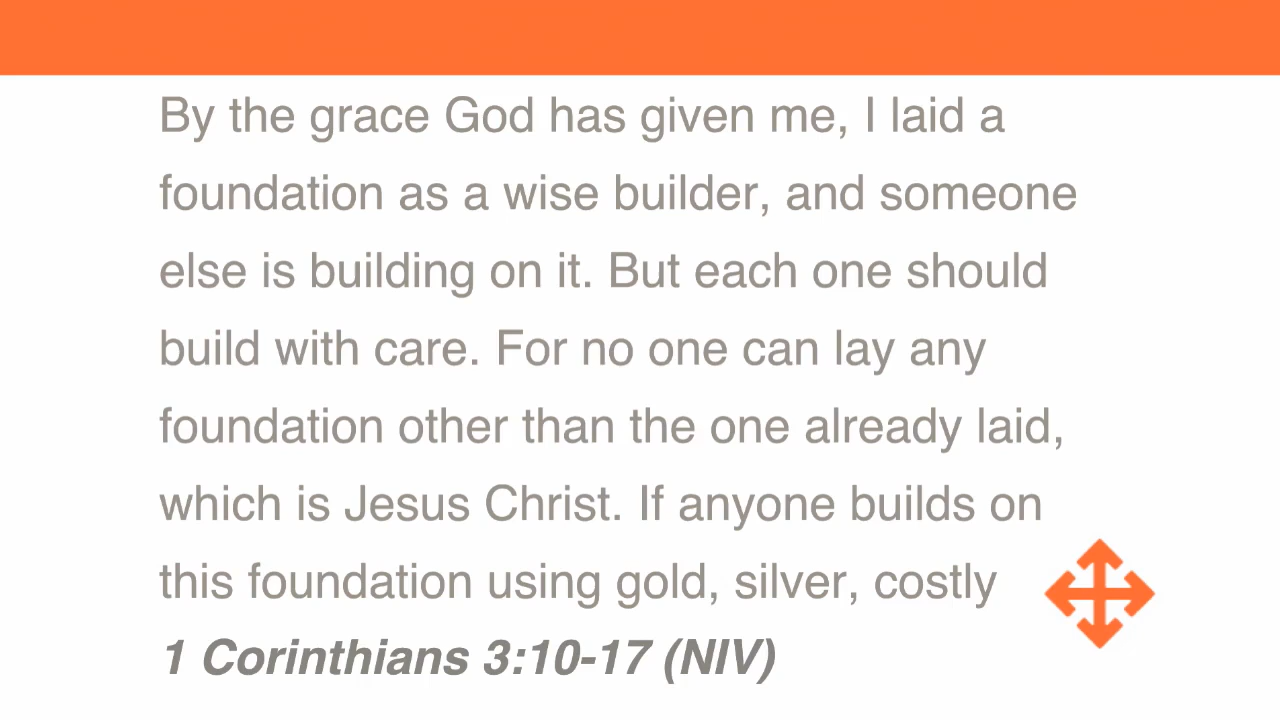 By the grace God has given me, I laid a
foundation as a wise builder, and someone
else is building on it. But each one should
build with care. For no one can lay any
foundation other than the one already laid,
which is Jesus Christ. If anyone builds on
this foundation using gold, silver, costly
1 Corinthians 3:10-17 (NIV)